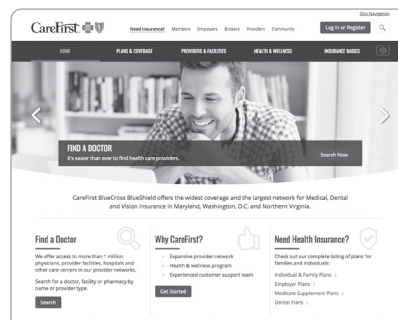 Skip Navigation
CareFirst
Need Insurance? Members Employers Brokers Providers Community Log In or Register
HOME PLANS & COVERAGE PROVIDERS & FACILITIES HEALTH & WELLNESS INSURANCE BASICS
FIND A DOCTOR
It's easier than ever to find health care providers.
Search Now
CareFirst BlueCross BlueShield offers the widest coverage and the largest network for Medical, Dental
and Vision Insurance in Maryland, Washington, D.C, and Northern Virginia.
Find a Doctor
We offer access to more than 1 million
physicians, provider facilities, hospitals and
other care centers in our provider networks.
Search for a doctor, facility or pharmacy by
name or provider type.
Search
Why CareFirst?
Expansive provider network
Health & wellness program
Experienced customer support team
Get Started
Need Health Insurance?
Check out our complete listing of plans for
families and individuals:
Individual & Family Plans >
Employer Plans >
Medicare Supplement Plans >
Dental Plans >